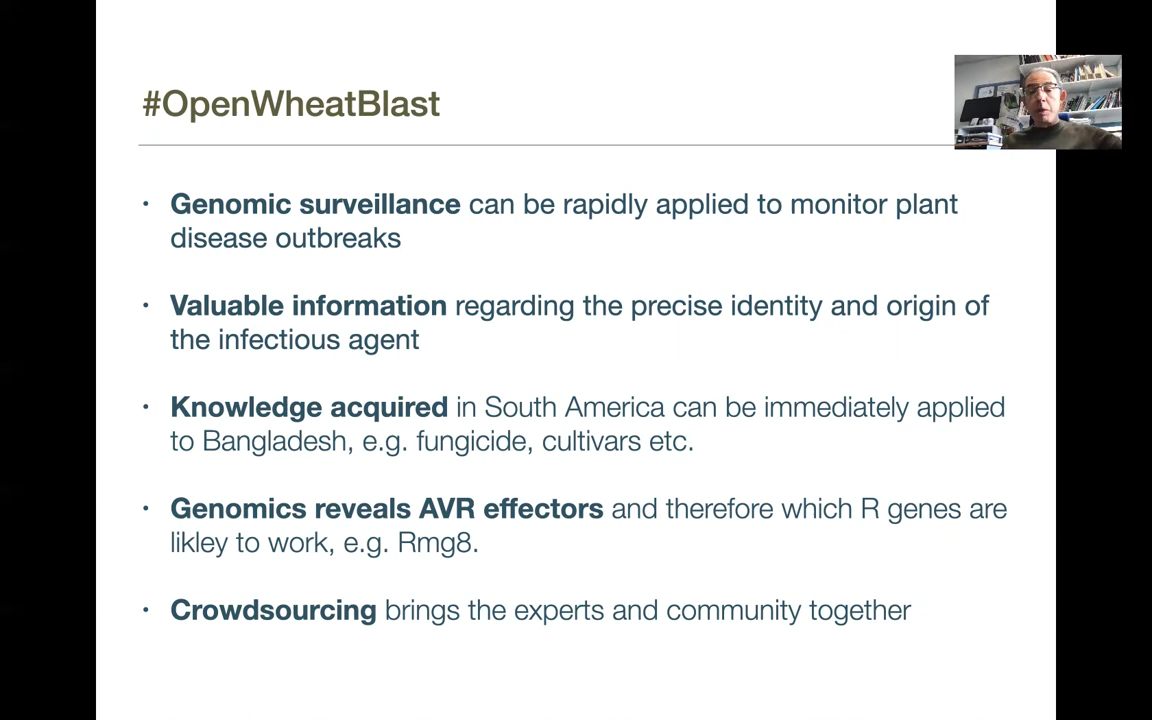 #OpenWheatBlast
• Genomic surveillance can be rapidly applied to monitor plant
disease outbreaks
• Valuable information regarding the precise identity and origin of
the infectious agent
• Knowledge acquired in South America can be immediately applied
to Bangladesh, e.g. fungicide, cultivars etc.
• Genomics reveals AVR effectors and therefore which R genes are
likley to work, e.g. Rmg8.
• Crowdsourcing brings the experts and community together